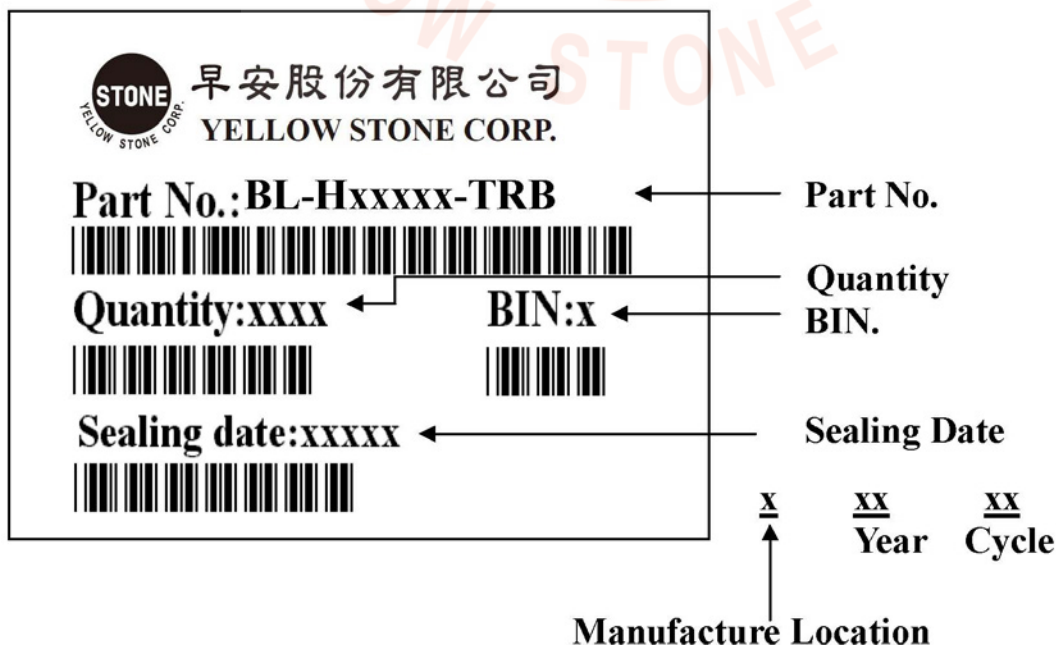 YELLOW STONE
STONE
YELLOW STONE CORP.
早安股份有限公司
YELLOW STONE CORP.
Part No.:BL-Hxxxxx-TRB
Part No.
Quantity:xxxx
BIN:x
Quantity
BIN.
Sealing date:xxxxx
Sealing Date
x xx xx
Year Cycle
Manufacture Location